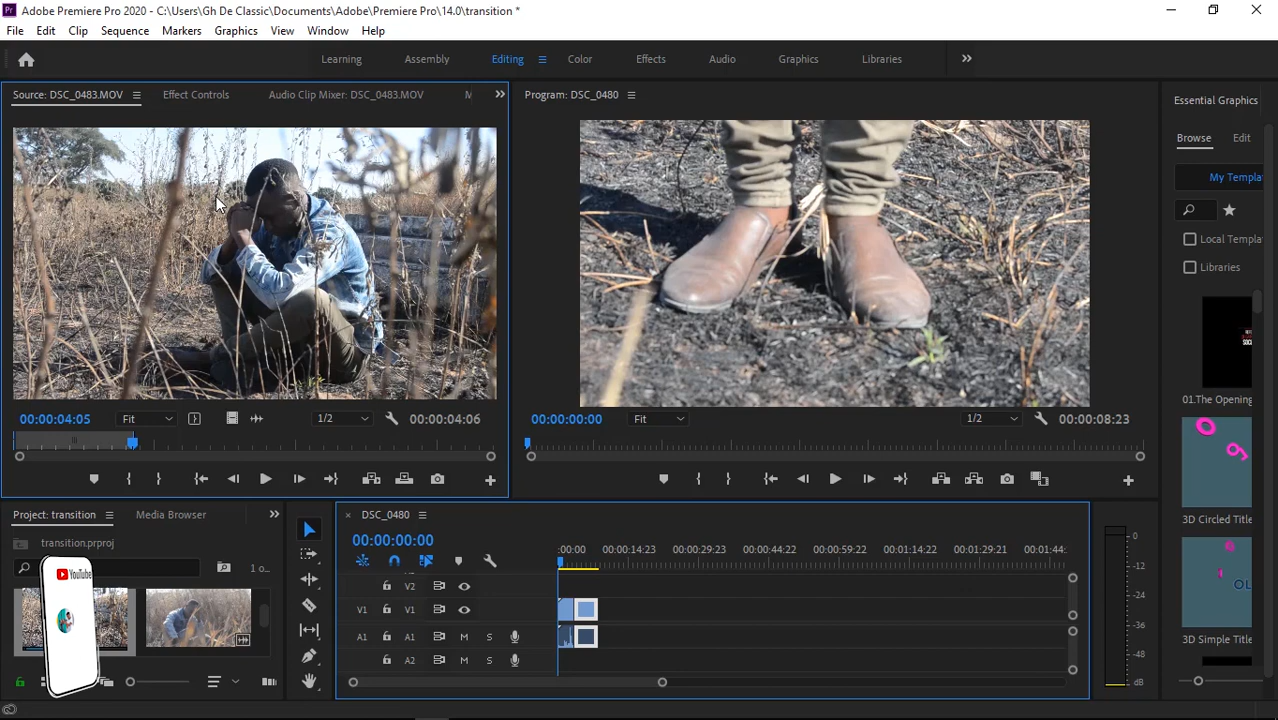 Adobe Premiere Pro 2020 - C:\Users\Gh De Classic\Documents\Adobe\Premiere Pro\14.0\transition *
File Edit Clip Sequence Markers Graphics View Window Help
Learning Assembly Editing Color Effects Audio Graphics Libraries
Source: DSC_0483.MOV Effect Controls Audio Clip Mixer: DSC_0483.MOV M
Program: DSC_0480
Essential Graphics
Browse Edit
My Templa
Local Templa
Libraries
01.The Opening
3D Circled Title
3D Simple Title
00:00:04:05 Fit 1/2 00:00:04:06
00:00:00:00 Fit 1/2 00:00:08:23
Project: transition Media Browser
transition.prproj
1 o...
YouTube
DSC_0480
00:00:00:00
:00:00 00:00:14:23 00:00:29:23 00:00:44:22 00:00:59:22 00:01:14:22 00:01:29:21 00:01:44:
V2
V1 V1
A1 A1 M S
A2 M S
0
-12
-24
-36
-48
dB